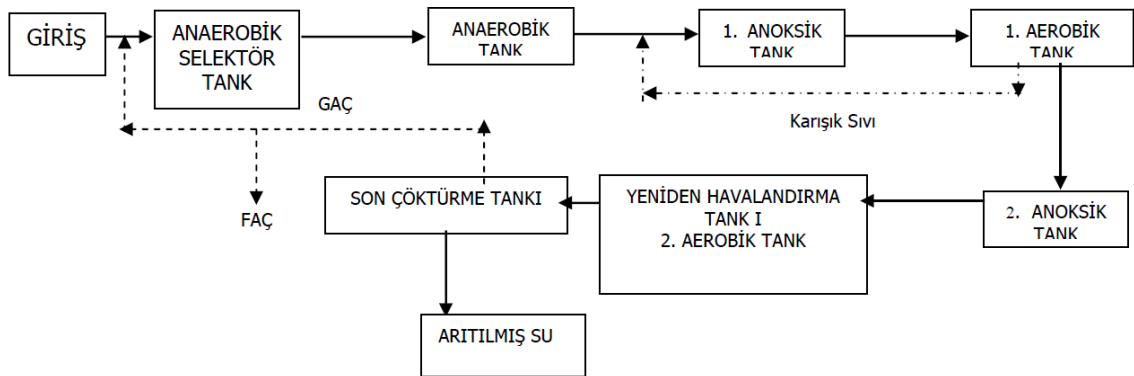 GİRİŞ
ANAEROBİK
SELEKTÖR
TANK
ANAEROBİK
TANK
1. ANOKSİK
TANK
1. AEROBİK
TANK
GAÇ
Karışık Sıvı
FAÇ
SON ÇÖKTÜRME TANKI
YENİDEN HAVALANDIRMA
TANK I
2. AEROBİK TANK
2. ANOKSİK
TANK
ARITILMIŞ SU